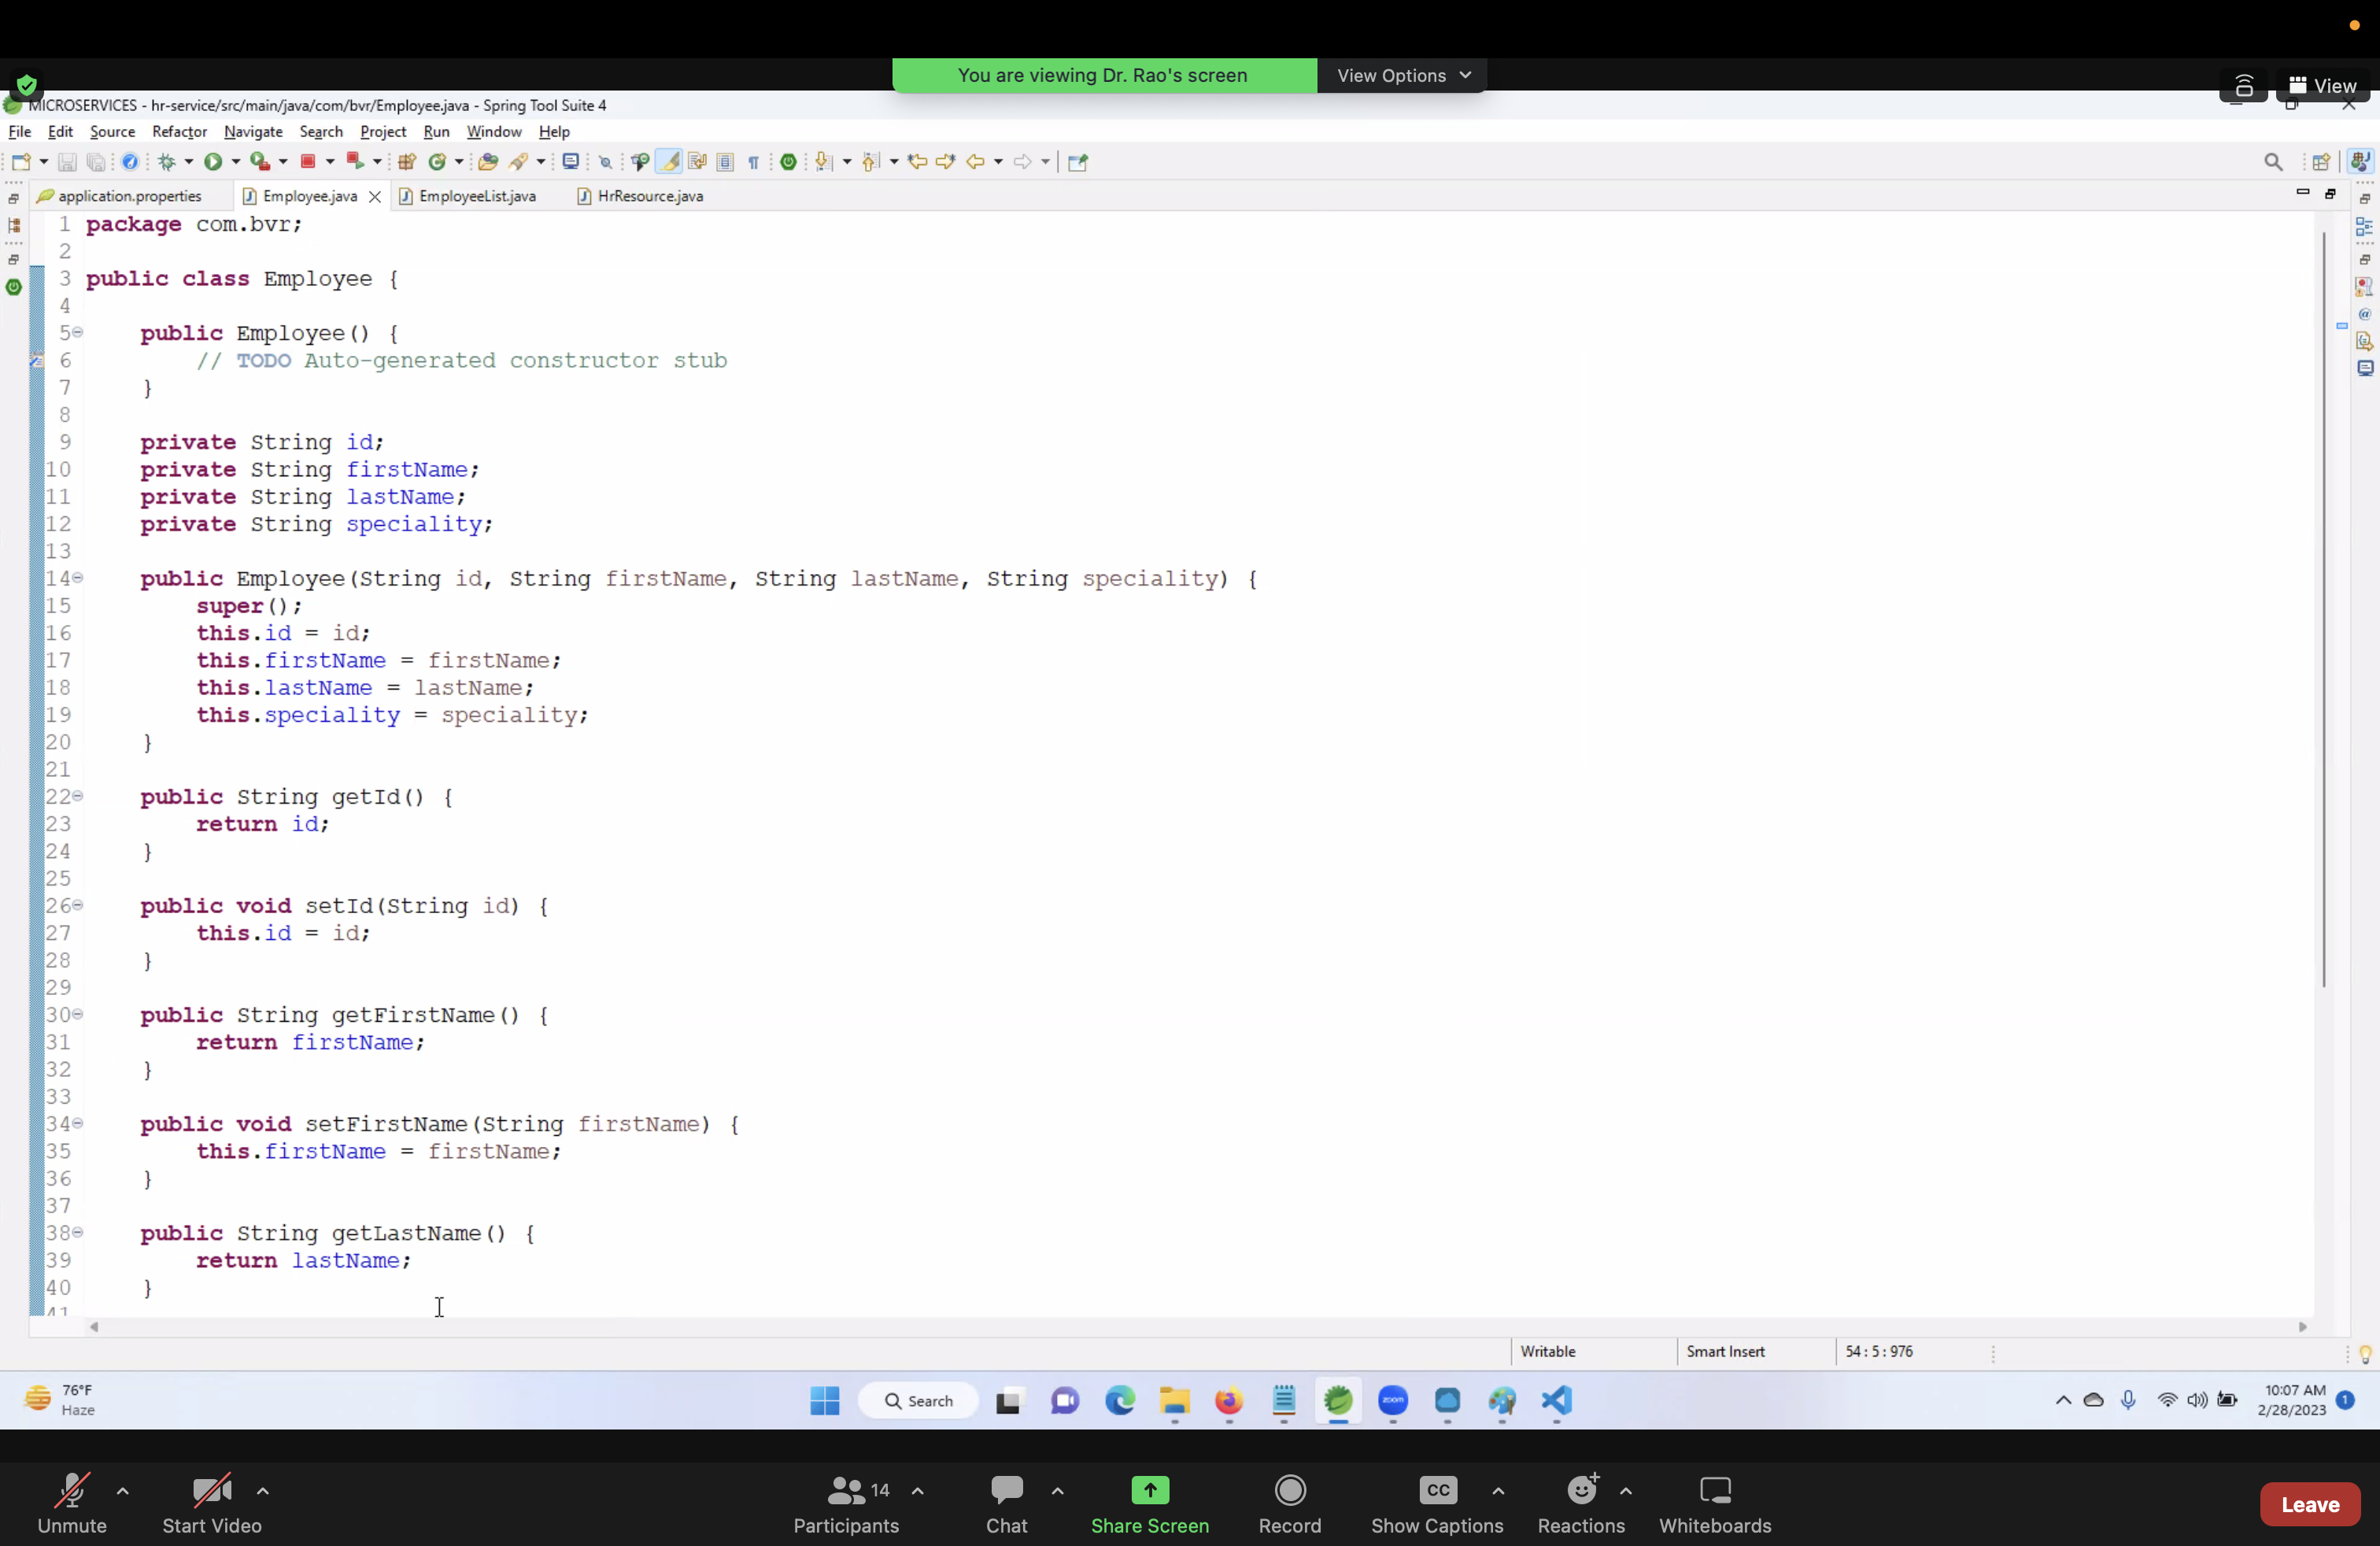 You are viewing Dr. Rao's screen
View Options
View
MICROSERVICES - hr-service/src/main/java/com/bvr/Employee.java - Spring Tool Suite 4
File Edit Source Refactor Navigate Search Project Run Window Help
application.properties Employee.java EmployeeList.java HrResource.java
1 package com.bvr;
2
3 public class Employee {
4
5 public Employee() {
6 // TODO Auto-generated constructor stub
7 }
8
9 private String id;
10 private String firstName;
11 private String lastName;
12 private String speciality;
13
14 public Employee(String id, String firstName, String lastName, String speciality) {
15 super();
16 this.id = id;
17 this.firstName = firstName;
18 this.lastName = lastName;
19 this.speciality = speciality;
20 }
21
22 public String getId() {
23 return id;
24 }
25
26 public void setId(String id) {
27 this.id = id;
28 }
29
30 public String getFirstName() {
31 return firstName;
32 }
33
34 public void setFirstName(String firstName) {
35 this.firstName = firstName;
36 }
37
38 public String getLastName() {
39 return lastName;
40 }
41
Writable Smart Insert 54 : 5 : 976
76°F
Haze
Search
zoom
10:07 AM
2/28/2023
1
Unmute
Start Video
14
Participants
Chat
Share Screen
Record
CC
Show Captions
Reactions
Whiteboards
Leave